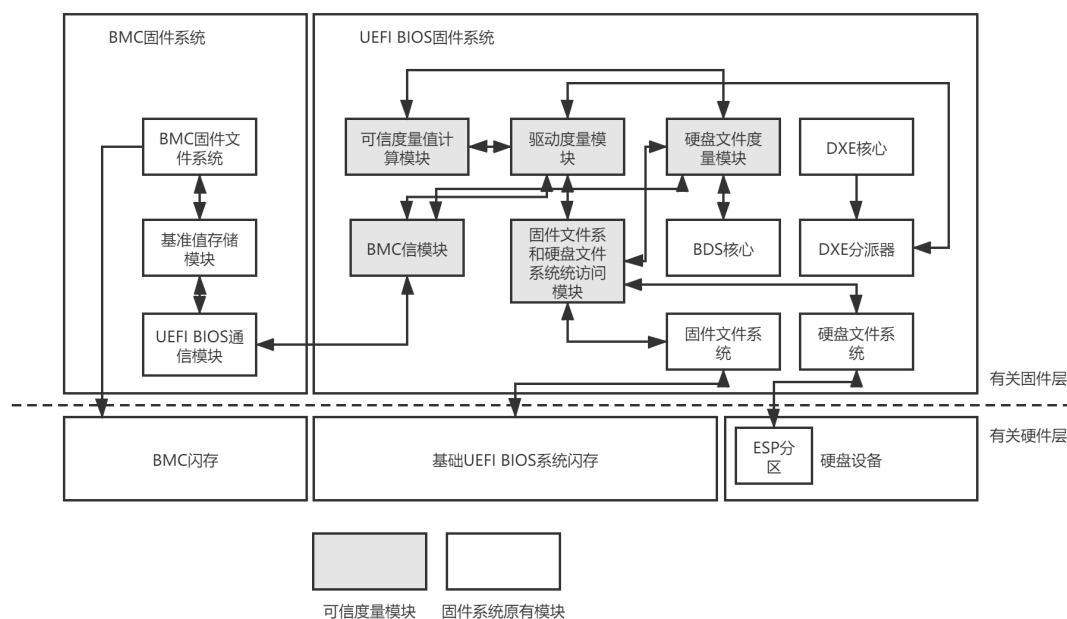 BMC固件系统
UEFI BIOS固件系统
BMC固件文
件系统
可信度量值计
算模块
驱动度量模
块
硬盘文件度
量模块
DXE核心
基准值存储
模块
BMC信模块
固件文件系
和硬盘文件
系统统访问
模块
BDS核心
DXE分派器
UEFI BIOS通
信模块
固件文件系
统
硬盘文件系
统
有关固件层
有关硬件层
BMC闪存
基础UEFI BIOS系统闪存
ESP分
区
硬盘设备
可信度量模块
固件系统原有模块